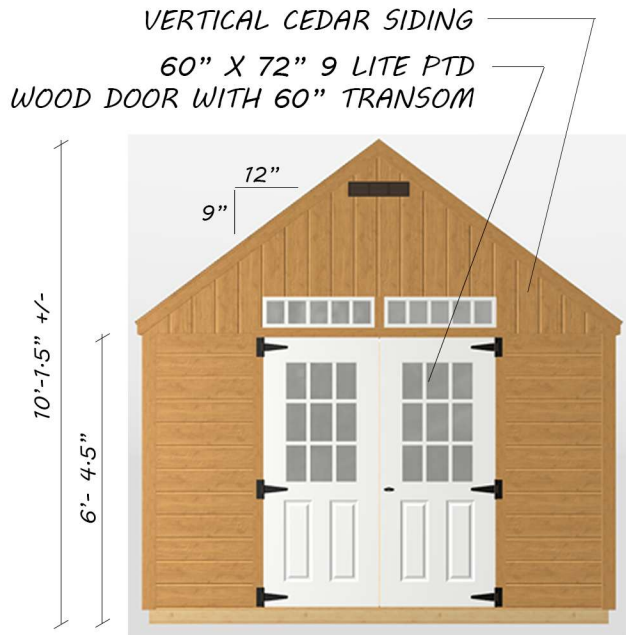 VERTICAL CEDAR SIDING
60” X 72” 9 LITE PTD
WOOD DOOR WITH 60” TRANSOM
12”
9”
10’-1.5” +/-
6’- 4.5”